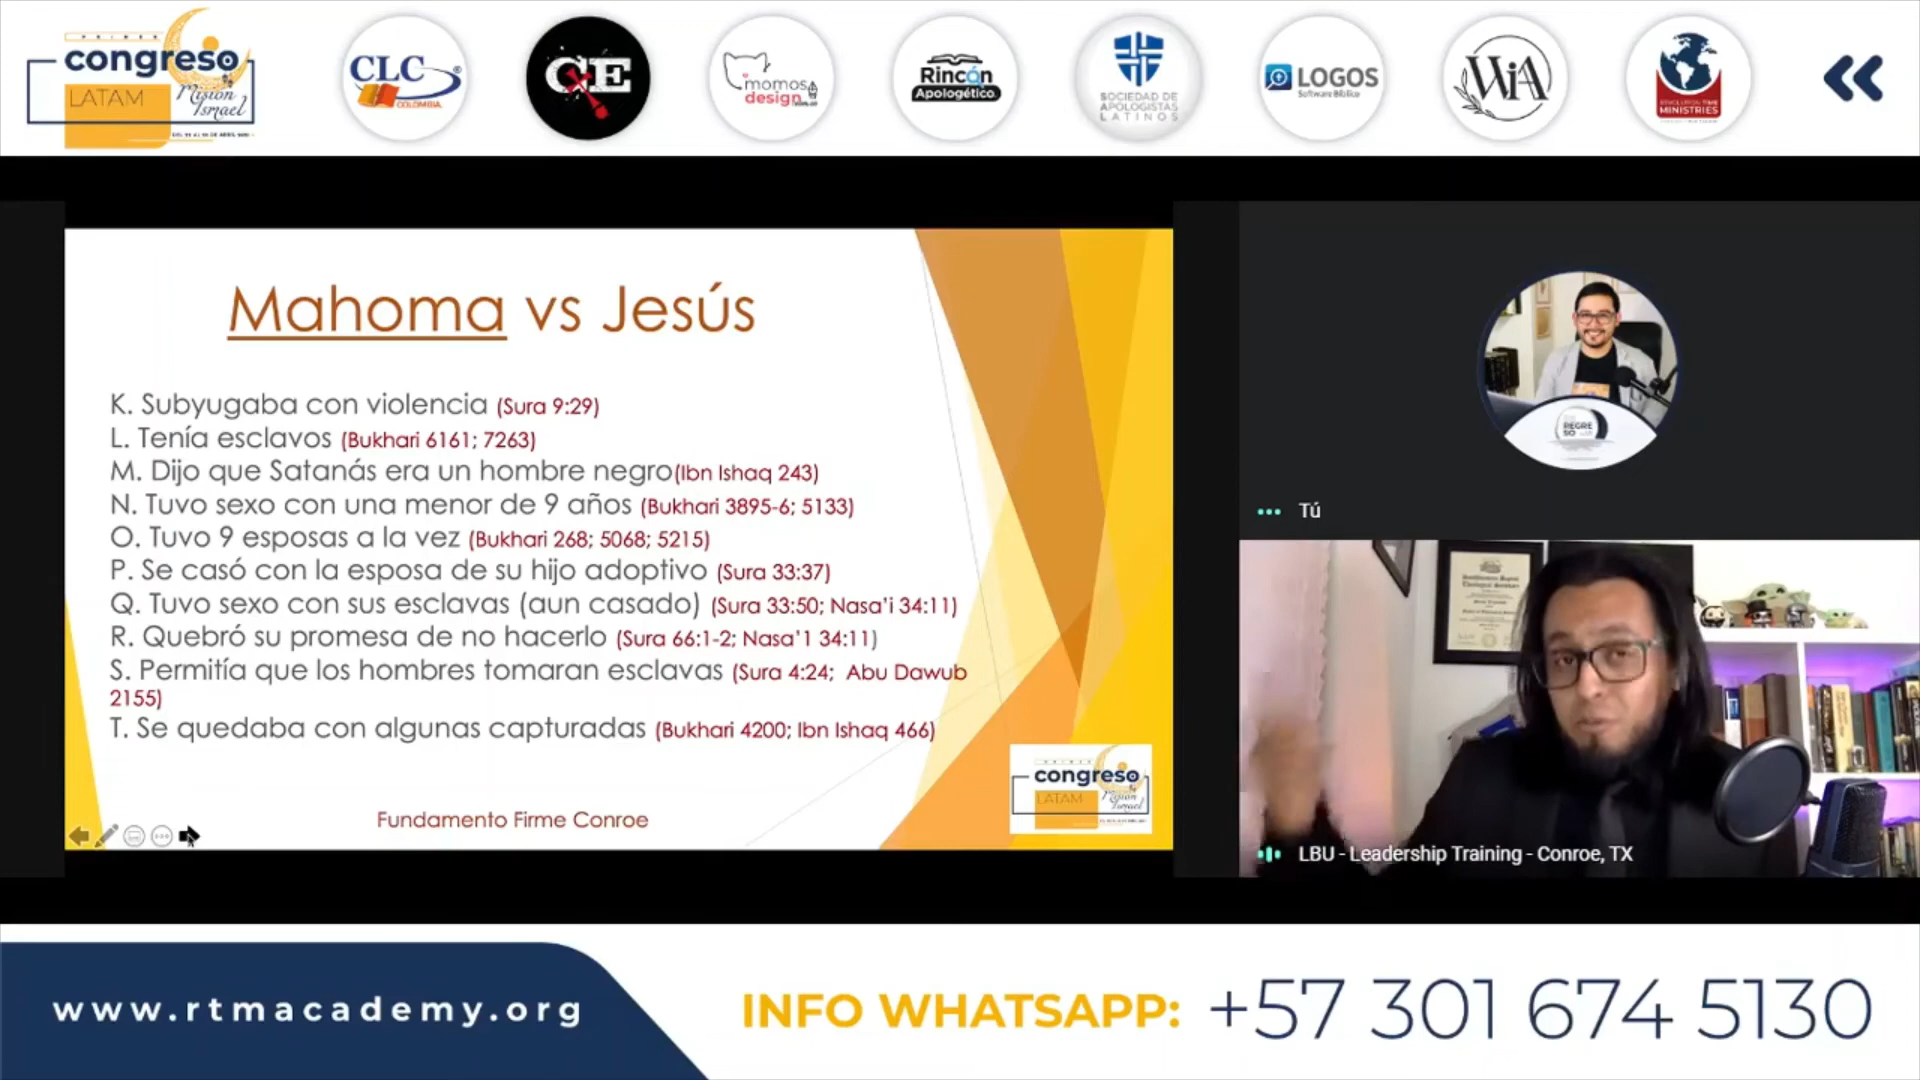 PRIMER
congreso
LATAM
Misión
Israel
CLC
COLOMBIA
CE
momos
design
Rincón
Apologético
SOCIEDAD DE
APOLOGISTAS
LATINOS
LOGOS
Software Bíblico
WiA
MINISTRIES
Mahoma vs Jesús
K. Subyugaba con violencia (Sura 9:29)
L. Tenía esclavos (Bukhari 6161; 7263)
M. Dijo que Satanás era un hombre negro(Ibn Ishaq 243)
N. Tuvo sexo con una menor de 9 años (Bukhari 3895-6; 5133)
O. Tuvo 9 esposas a la vez (Bukhari 268; 5068; 5215)
P. Se casó con la esposa de su hijo adoptivo (Sura 33:37)
Q. Tuvo sexo con sus esclavas (aun casado) (Sura 33:50; Nasa'i 34:11)
R. Quebró su promesa de no hacerlo (Sura 66:1-2; Nasa'1 34:11)
S. Permitía que los hombres tomaran esclavas (Sura 4:24; Abu Dawub
2155)
T. Se quedaba con algunas capturadas (Bukhari 4200; Ibn Ishaq 466)
congreso
LATAM
Misión
Israel
Fundamento Firme Conroe
REGRE
SO
Tú
LBU - Leadership Training - Conroe, TX
www.rtmacademy.org
INFO WHATSAPP: +57 301 674 5130